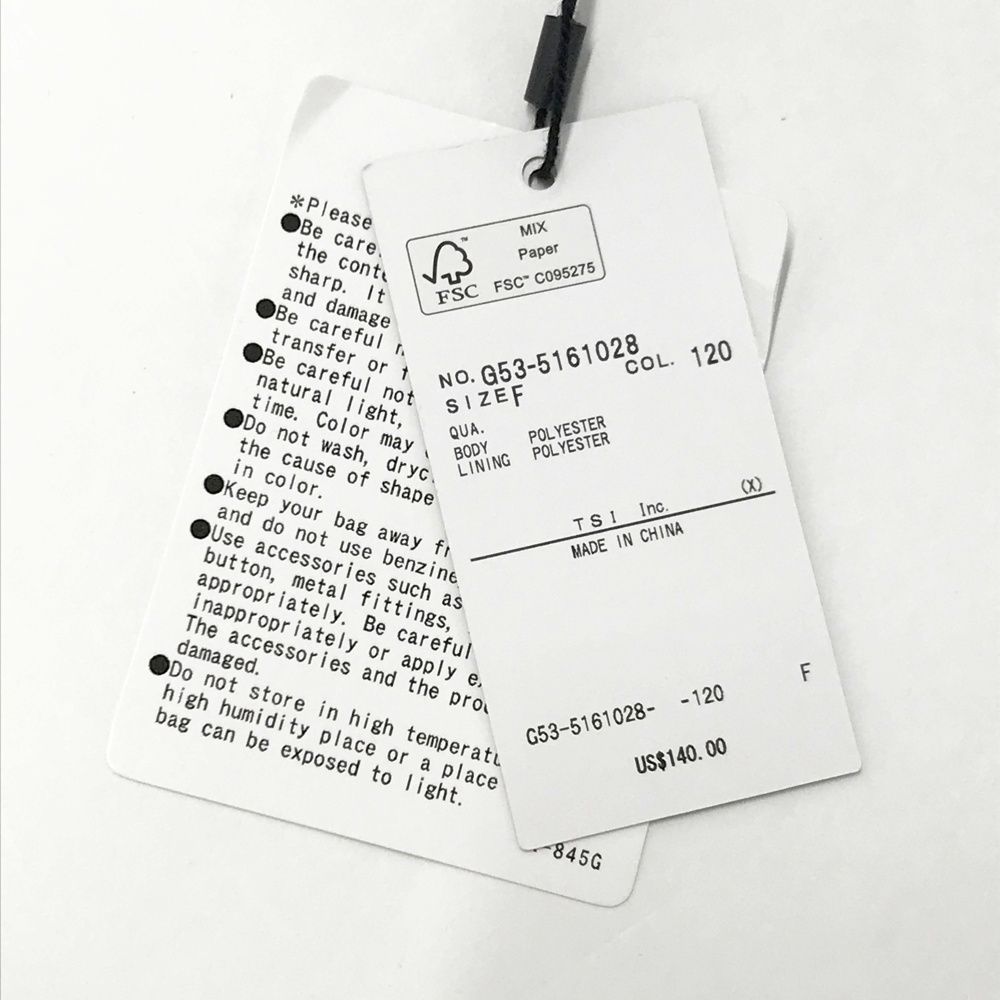 *Please
●Be care
the cont
sharp. It
and damage
●Be careful
transfer or
●Be careful not
natural light,
time. Color may
●Do not wash, dryc
the cause of shape
in color.
●Keep your bag away fr
and do not use benzine
●Use accessories such as
button, metal fittings,
appropriately. Be careful
inappropriately or apply e
The accessories and the pro
damaged.
●Do not store in high temperatu
high humidity place or a place
bag can be exposed to light.
-845G
FSC™
MIX
Paper
FSC™ C095275
NO. G53-5161028
COL. 120
SIZE F
QUA.
BODY POLYESTER
LINING POLYESTER
(X)
TSI Inc.
MADE IN CHINA
F
G53-5161028- -120
US$140.00